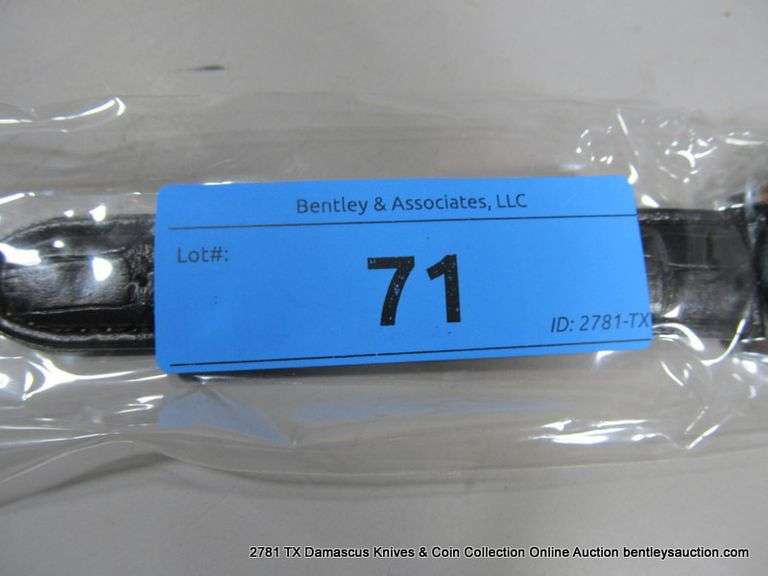 Bentley & Associates, LLC
Lot#:
71
ID: 2781-TX
2781 TX Damascus Knives & Coin Collection Online Auction bentleysauction.com